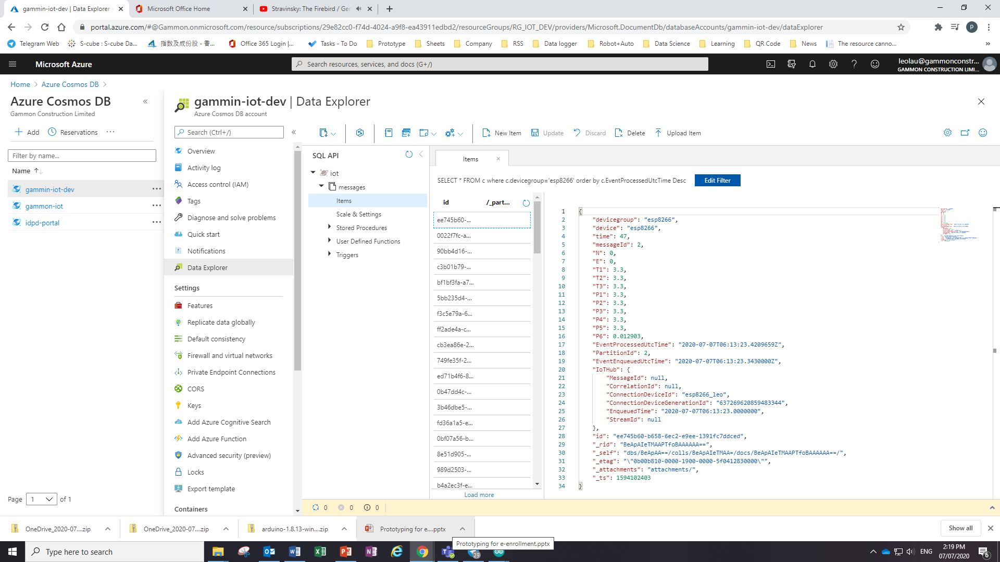 gammin-iot-dev | Data Explorer -
Microsoft Office Home
Stravinsky: The Firebird / Ger
portal.azure.com/#@Gammon.onmicrosoft.com/resource/subscriptions/29e82cc0-f74d-4024-a9f8-ea43911edbd2/resourceGroups/RG_IOT_DEV/providers/Microsoft.DocumentDb/databaseAccounts/gammin-iot-dev/dataExplorer
P
Telegram Web
S-cube : S-cube Da...
指數及成份股 - 香...
Office 365 Login |...
Tasks - To Do
Prototype
Sheets
Company
RSS
Data logger
Robot+Auto
Data Science
Learning
QR Code
News
The resource canno...
Microsoft Azure
Search resources, services, and docs (G+/)
leolau@gammonconstr...
GAMMON CONSTRUCTION LIMI...
Home > Azure Cosmos DB >
Azure Cosmos DB
Gammon Construction Limited
Add
Reservations
Filter by name...
Name
gammin-iot-dev
gammon-iot
idpd-portal
Page 1 of 1
gammin-iot-dev | Data Explorer
Azure Cosmos DB account
Search (Ctrl+/)
Overview
Activity log
Access control (IAM)
Tags
Diagnose and solve problems
Quick start
Notifications
Data Explorer
Settings
Features
Replicate data globally
Default consistency
Firewall and virtual networks
Private Endpoint Connections
CORS
Keys
Add Azure Cognitive Search
Add Azure Function
Advanced security (preview)
Locks
Export template
Containers
New Item
Update
Discard
Delete
Upload Item
SQL API
iot
messages
Items
Scale & Settings
Stored Procedures
User Defined Functions
Triggers
Items
SELECT * FROM c where c.devicegroup='esp8266' order by c.EventProcessedUtcTime Desc
Edit Filter
id /_part...
ee745b60-...
0022f7fc-a...
90bb4d16-...
c3b01b79-...
bf1bf3fa-a7...
5bb235d4-...
f3c5e79a-6...
ff2ade4a-c...
cb3ea86e-2...
749fe35f-2...
ed71b4f6-8...
0b47dd4c-...
3b46dbe5-...
fd36a1a5-e...
0bf07a56-b...
8e51d905-...
989d2503-...
b4a2ec3f-e...
Load more
1 {
2 "devicegroup": "esp8266",
3 "device": "esp8266",
4 "time": 47,
5 "messageId": 2,
6 "N": 0,
7 "E": 0,
8 "T1": 3.3,
9 "T2": 3.3,
10 "T3": 3.3,
11 "P1": 3.3,
12 "P2": 3.3,
13 "P3": 3.3,
14 "P4": 3.3,
15 "P5": 3.3,
16 "P6": 0.012903,
17 "EventProcessedUtcTime": "2020-07-07T06:13:23.4209659Z",
18 "PartitionId": 2,
19 "EventEnqueuedUtcTime": "2020-07-07T06:13:23.3430000Z",
20 "IoTHub": {
21 "MessageId": null,
22 "CorrelationId": null,
23 "ConnectionDeviceId": "esp8266_leo",
24 "ConnectionDeviceGenerationId": "637269620859483344",
25 "EnqueuedTime": "2020-07-07T06:13:23.0000000",
26 "StreamId": null
27 },
28 "id": "ee745b60-b658-6ec2-e9ee-1391fc7ddced",
29 "_rid": "BeApAIeTMAAPTfoBAAAAAA==",
30 "_self": "dbs/BeApAA==/colls/BeApAIeTMAA=/docs/BeApAIeTMAAPTfoBAAAAAA==/",
31 "_etag": "\"0b00b810-0000-1900-0000-5f0412830000\"",
32 "_attachments": "attachments/",
33 "_ts": 1594102403
34 }
0 0 0
OneDrive_2020-07....zip
OneDrive_2020-07....zip
arduino-1.8.13-win....zip
Prototyping for e....pptx
Show all
Prototyping for e-enrollment.pptx
Type here to search
29
ENG
2:19 PM
07/07/2020
6